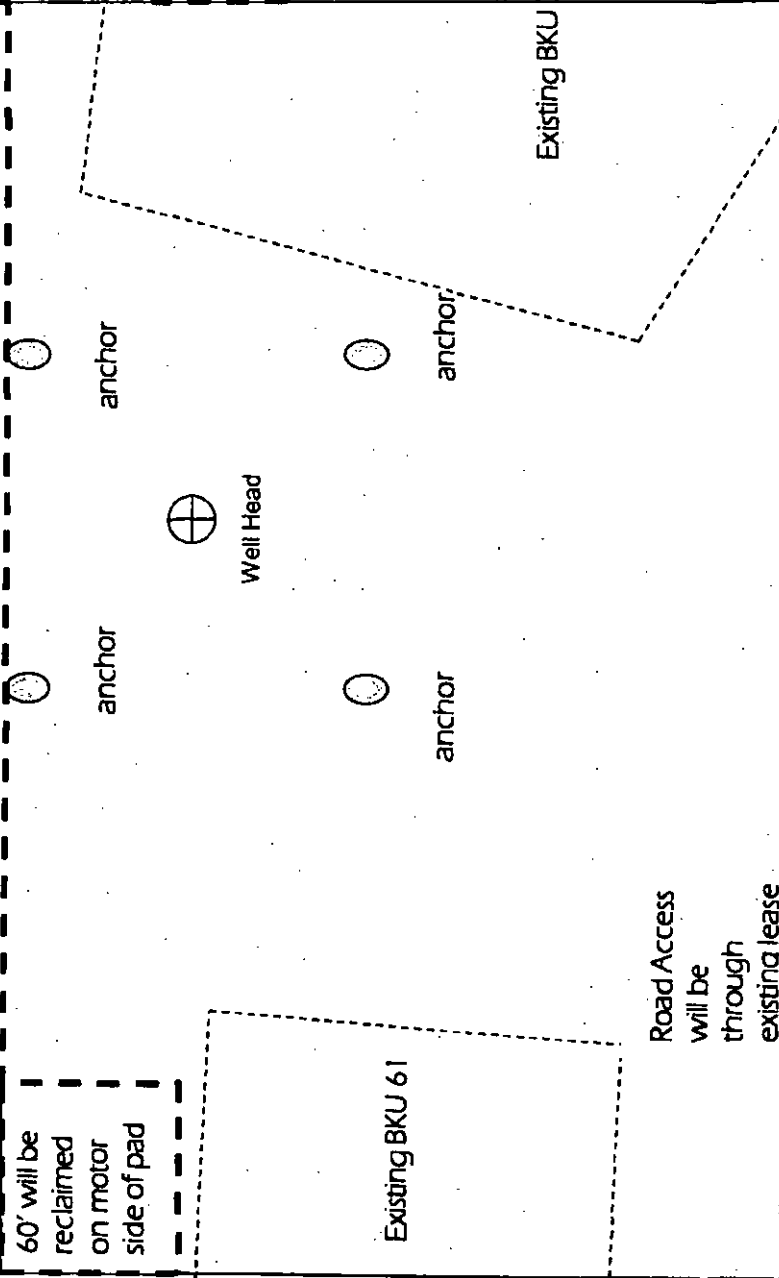 60' will be
reclaimed
on motor
side of pad
anchor
anchor
Well Head
Existing BKU 61
anchor
anchor
Existing BKU
Road Access
will be
through
existing lease